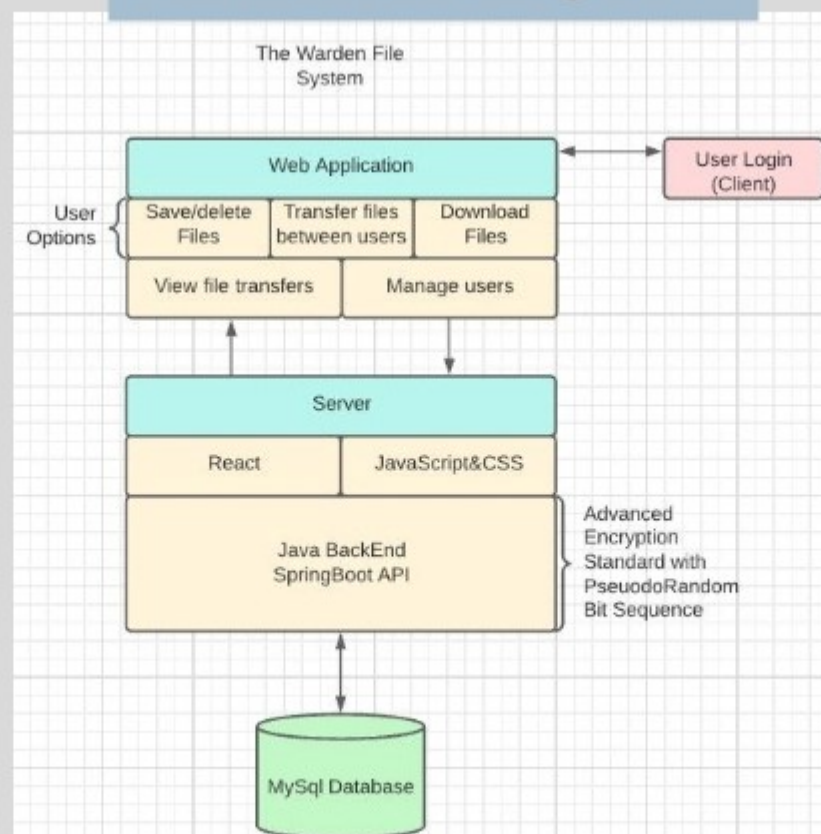 The Warden File
System
Web Application
User Login
(Client)
User
Options
Save/delete
Files
Transfer files
between users
Download
Files
View file transfers
Manage users
Server
React
JavaScript&CSS
Java BackEnd
SpringBoot API
Advanced
Encryption
Standard with
PseuodoRandom
Bit Sequence
MySql Database